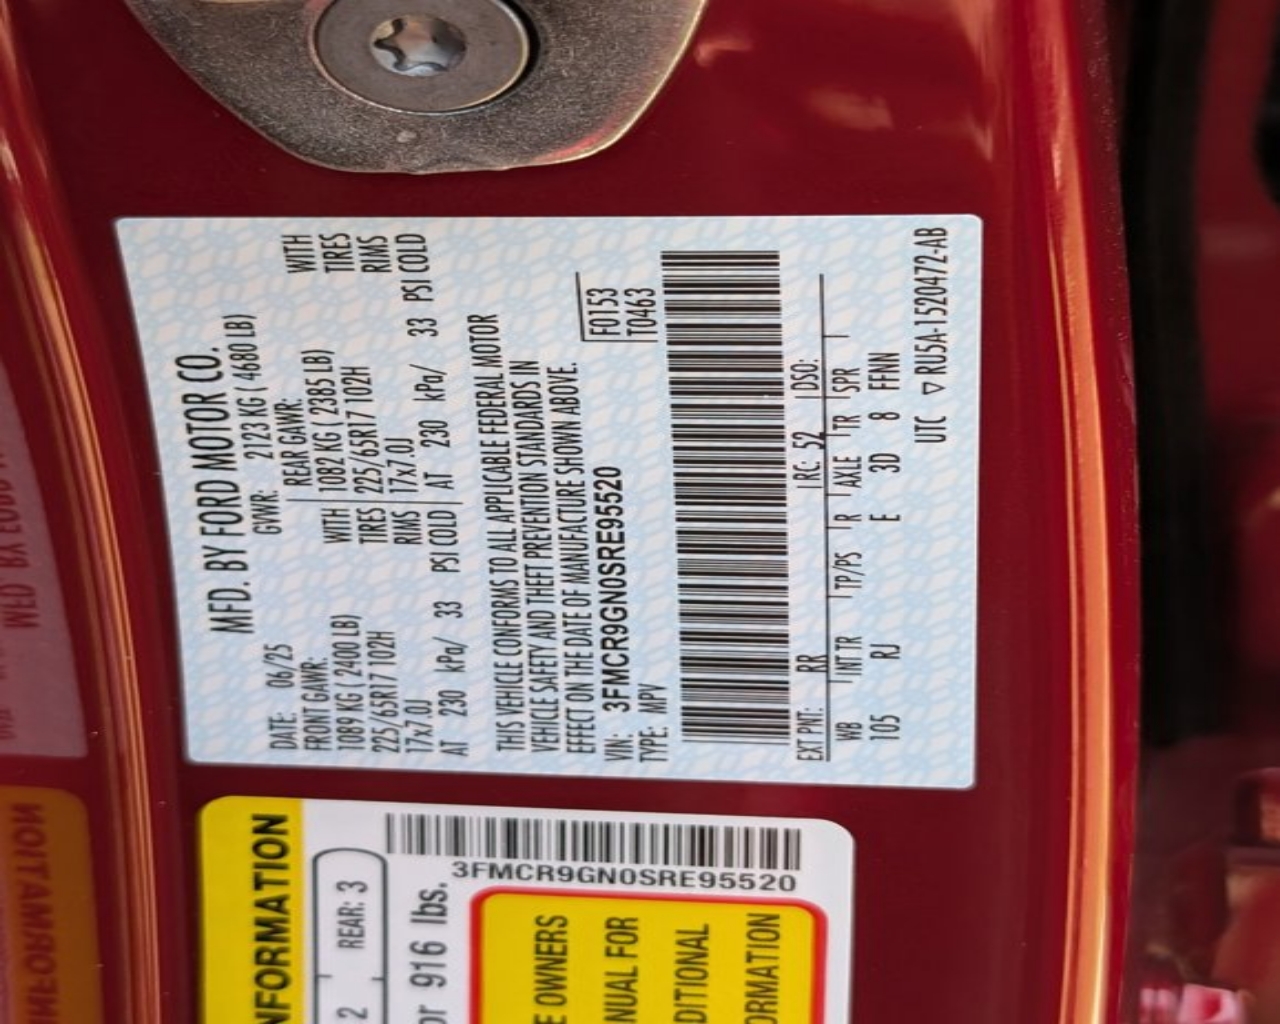 MFD. BY FORD MOTOR CO.
DATE: 06/25 GVWR: 2123 KG ( 4680 LB)
FRONT GAWR: REAR GAWR: WITH
1089 KG ( 2400 LB) WITH 1082 KG ( 2385 LB) TIRES
225/65R17 102H TIRES 225/65R17 102H RIMS
17x7.0J RIMS 17x7.0J PSI COLD
AT 230 kPa/ 33 PSI COLD AT 230 kPa/ 33
THIS VEHICLE CONFORMS TO ALL APPLICABLE FEDERAL MOTOR
VEHICLE SAFETY AND THEFT PREVENTION STANDARDS IN
EFFECT ON THE DATE OF MANUFACTURE SHOWN ABOVE.
VIN: 3FMCR9GN0SRE95520 F0153
TYPE: MPV T0463
EXT PNT: RR RC: 52 DSO:
WB INT TR TP/PS R AXLE TR SPR
105 RJ E 3D 8 FFNN
UTC ▽ RU5A-1520472-AB
INFORMATION
2 REAR: 3
or 916 lbs.
3FMCR9GN0SRE95520
OWNERS
FOR
INFORMATION